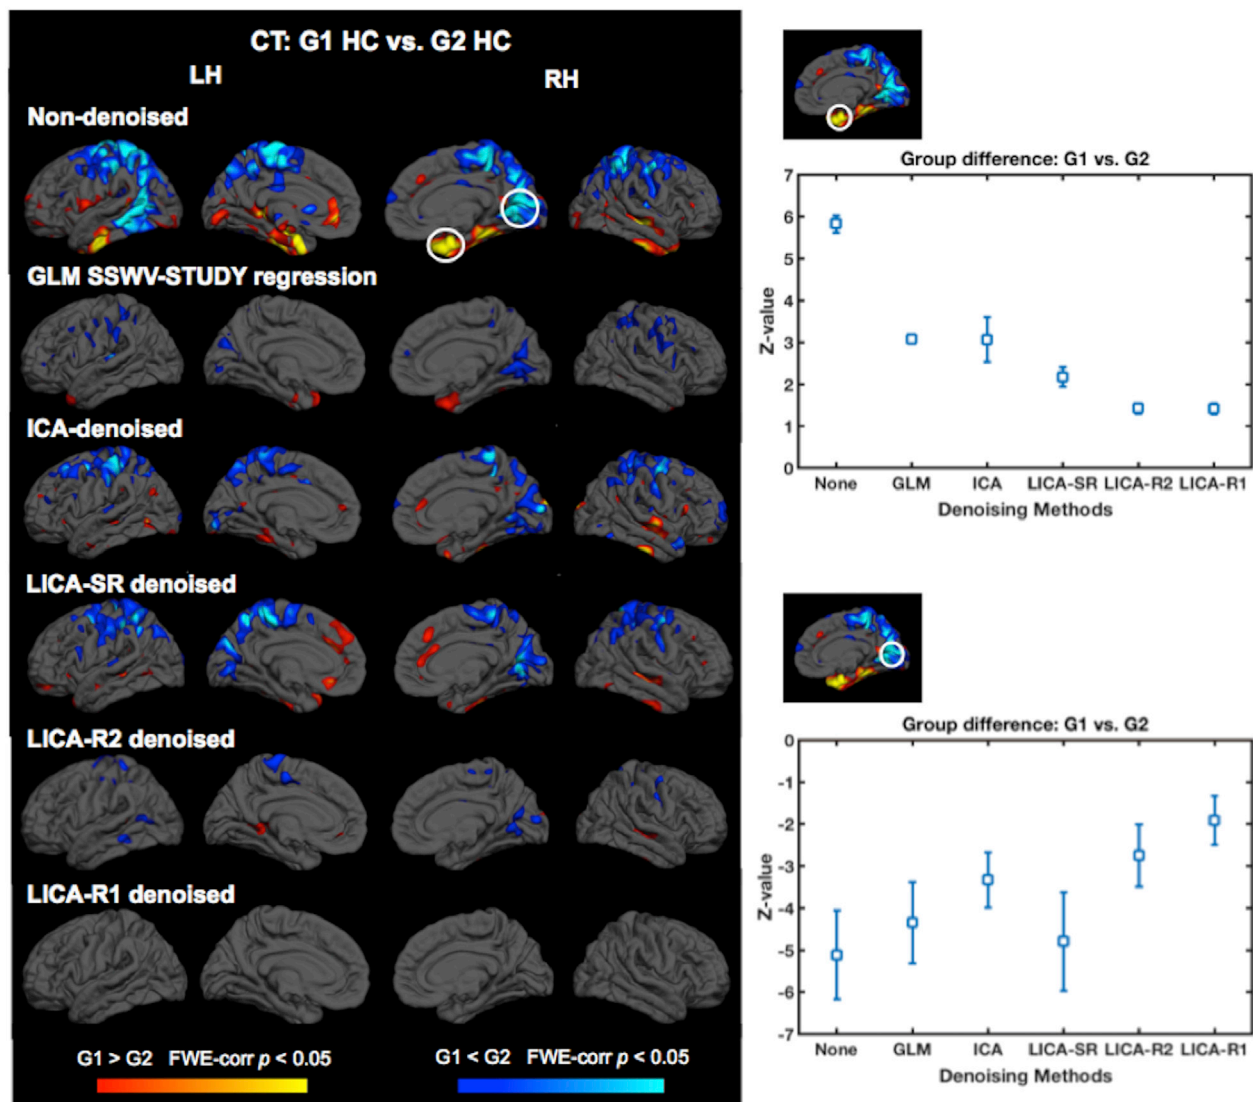 CT: G1 HC vs. G2 HC
LH RH
Non-denoised
GLM SSWV-STUDY regression
ICA-denoised
LICA-SR denoised
LICA-R2 denoised
LICA-R1 denoised
G1 > G2 FWE-corr p < 0.05
G1 < G2 FWE-corr p < 0.05
Group difference: G1 vs. G2
7
6
5
4
3
2
1
0
Z-value
None GLM ICA LICA-SR LICA-R2 LICA-R1
Denoising Methods
Group difference: G1 vs. G2
0
-1
-2
-3
-4
-5
-6
-7
Z-value
None GLM ICA LICA-SR LICA-R2 LICA-R1
Denoising Methods